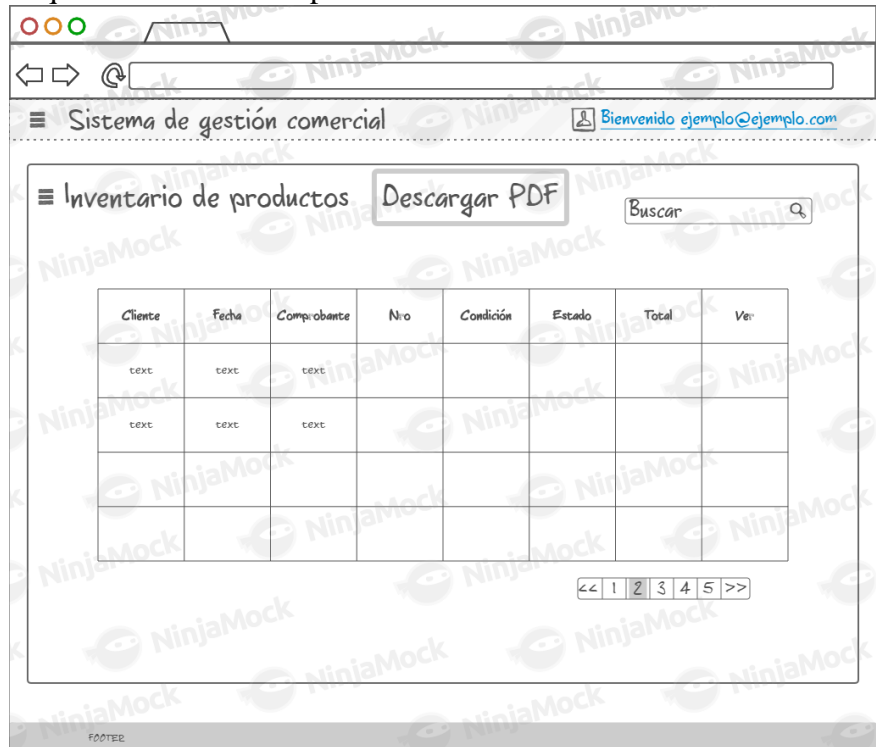 Sistema de gestión comercial
Bienvenido ejemplo@ejemplo.com
Inventario de productos
Descargar PDF
Buscar
Cliente Fecha Comprobante Nro Condición Estado Total Ver
text text text
text text text
<< 1 2 3 4 5 >>
FOOTER
NinjaMock